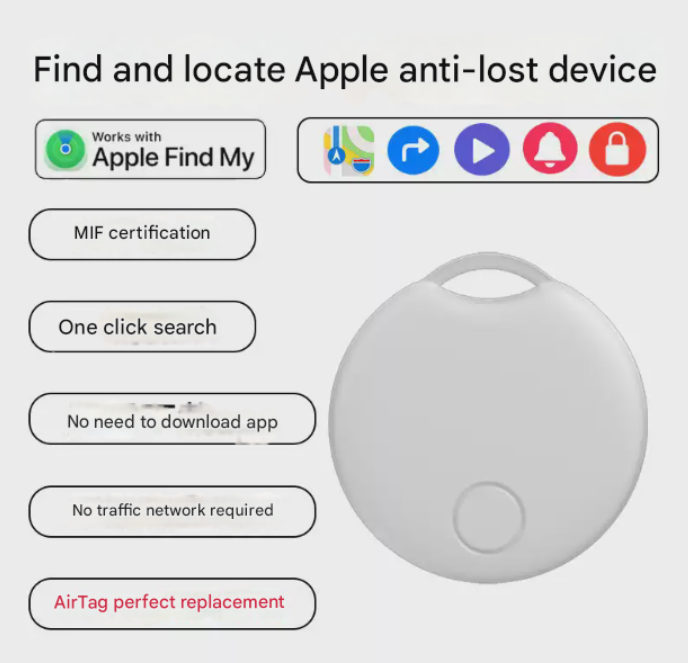 Find and locate Apple anti-lost device
Works with
Apple Find My
MIF certification
One click search
No need to download app
No traffic network required
AirTag perfect replacement